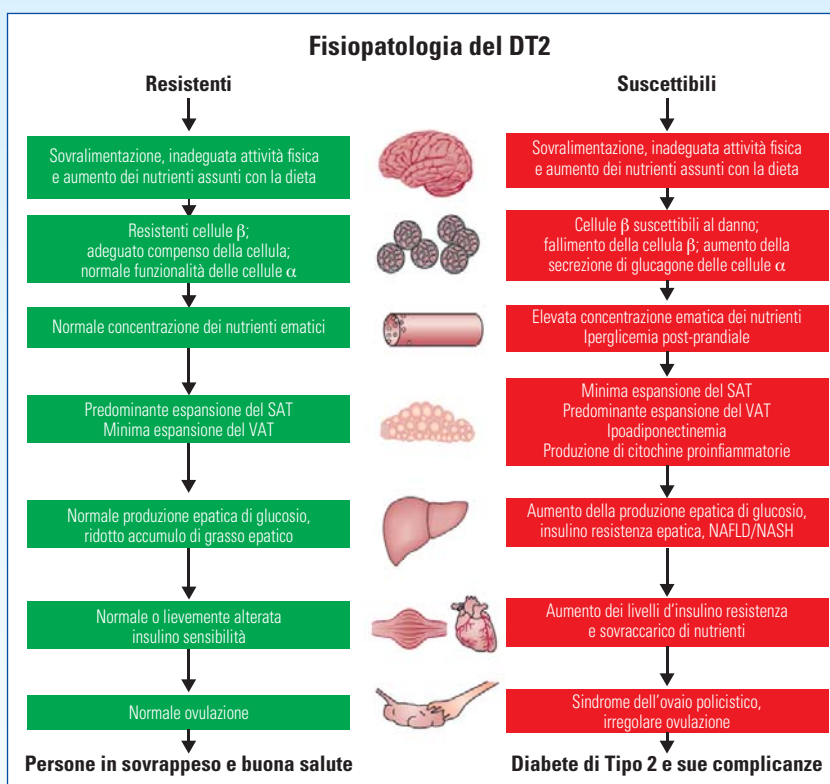 Fisiopatologia del DT2
Resistenti
Sovralimentazione, inadeguata attività fisica
e aumento dei nutrienti assunti con la dieta
Resistenti cellule β;
adeguato compenso della cellula;
normale funzionalità delle cellule α
Normale concentrazione dei nutrienti ematici
Predominante espansione del SAT
Minima espansione del VAT
Normale produzione epatica di glucosio,
ridotto accumulo di grasso epatico
Normale o lievemente alterata
insulino sensibilità
Normale ovulazione
Persone in sovrappeso e buona salute
Suscettibili
Sovralimentazione, inadeguata attività fisica
e aumento dei nutrienti assunti con la dieta
Cellule β suscettibili al danno;
fallimento della cellula β; aumento della
secrezione di glucagone delle cellule α
Elevata concentrazione ematica dei nutrienti
Iperglicemia post-prandiale
Minima espansione del SAT
Predominante espansione del VAT
Ipoadiponectinemia
Produzione di citochine proinfiammatorie
Aumento della produzione epatica di glucosio,
insulino resistenza epatica, NAFLD/NASH
Aumento dei livelli d'insulino resistenza
e sovraccarico di nutrienti
Sindrome dell'ovaio policistico,
irregolare ovulazione
Diabete di Tipo 2 e sue complicanze